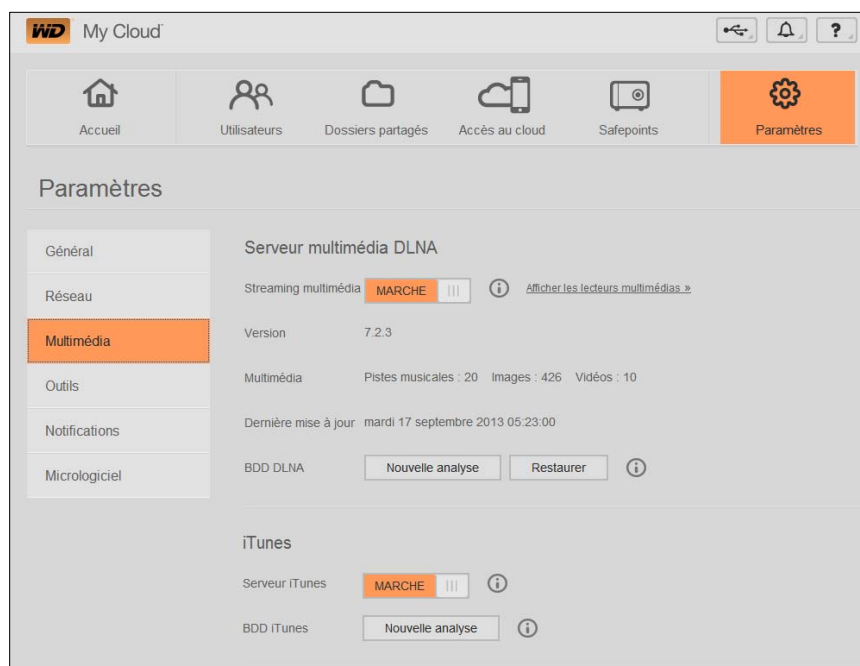 WD My Cloud
?
Accueil
Utilisateurs
Dossiers partagés
Accès au cloud
Safepoints
Paramètres
Paramètres
Général
Réseau
Multimédia
Outils
Notifications
Micrologiciel
Serveur multimédia DLNA
Streaming multimédia MARCHE Afficher les lecteurs multimédias »
Version 7.2.3
Multimédia Pistes musicales : 20 Images : 426 Vidéos : 10
Dernière mise à jour mardi 17 septembre 2013 05:23:00
BDD DLNA Nouvelle analyse Restaurer
iTunes
Serveur iTunes MARCHE
BDD iTunes Nouvelle analyse